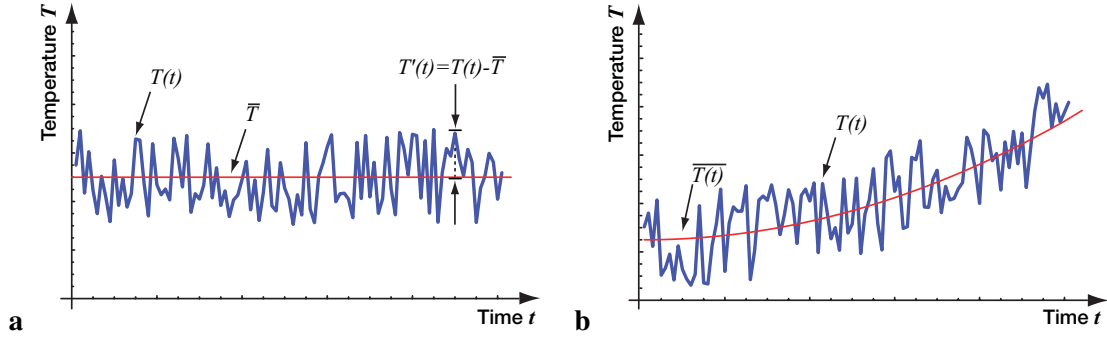 Temperature T
T(t)
T̅
T'(t)=T(t)-T̅
Time t
a
Temperature T
T̅(̅t̅)̅
T(t)
Time t
b